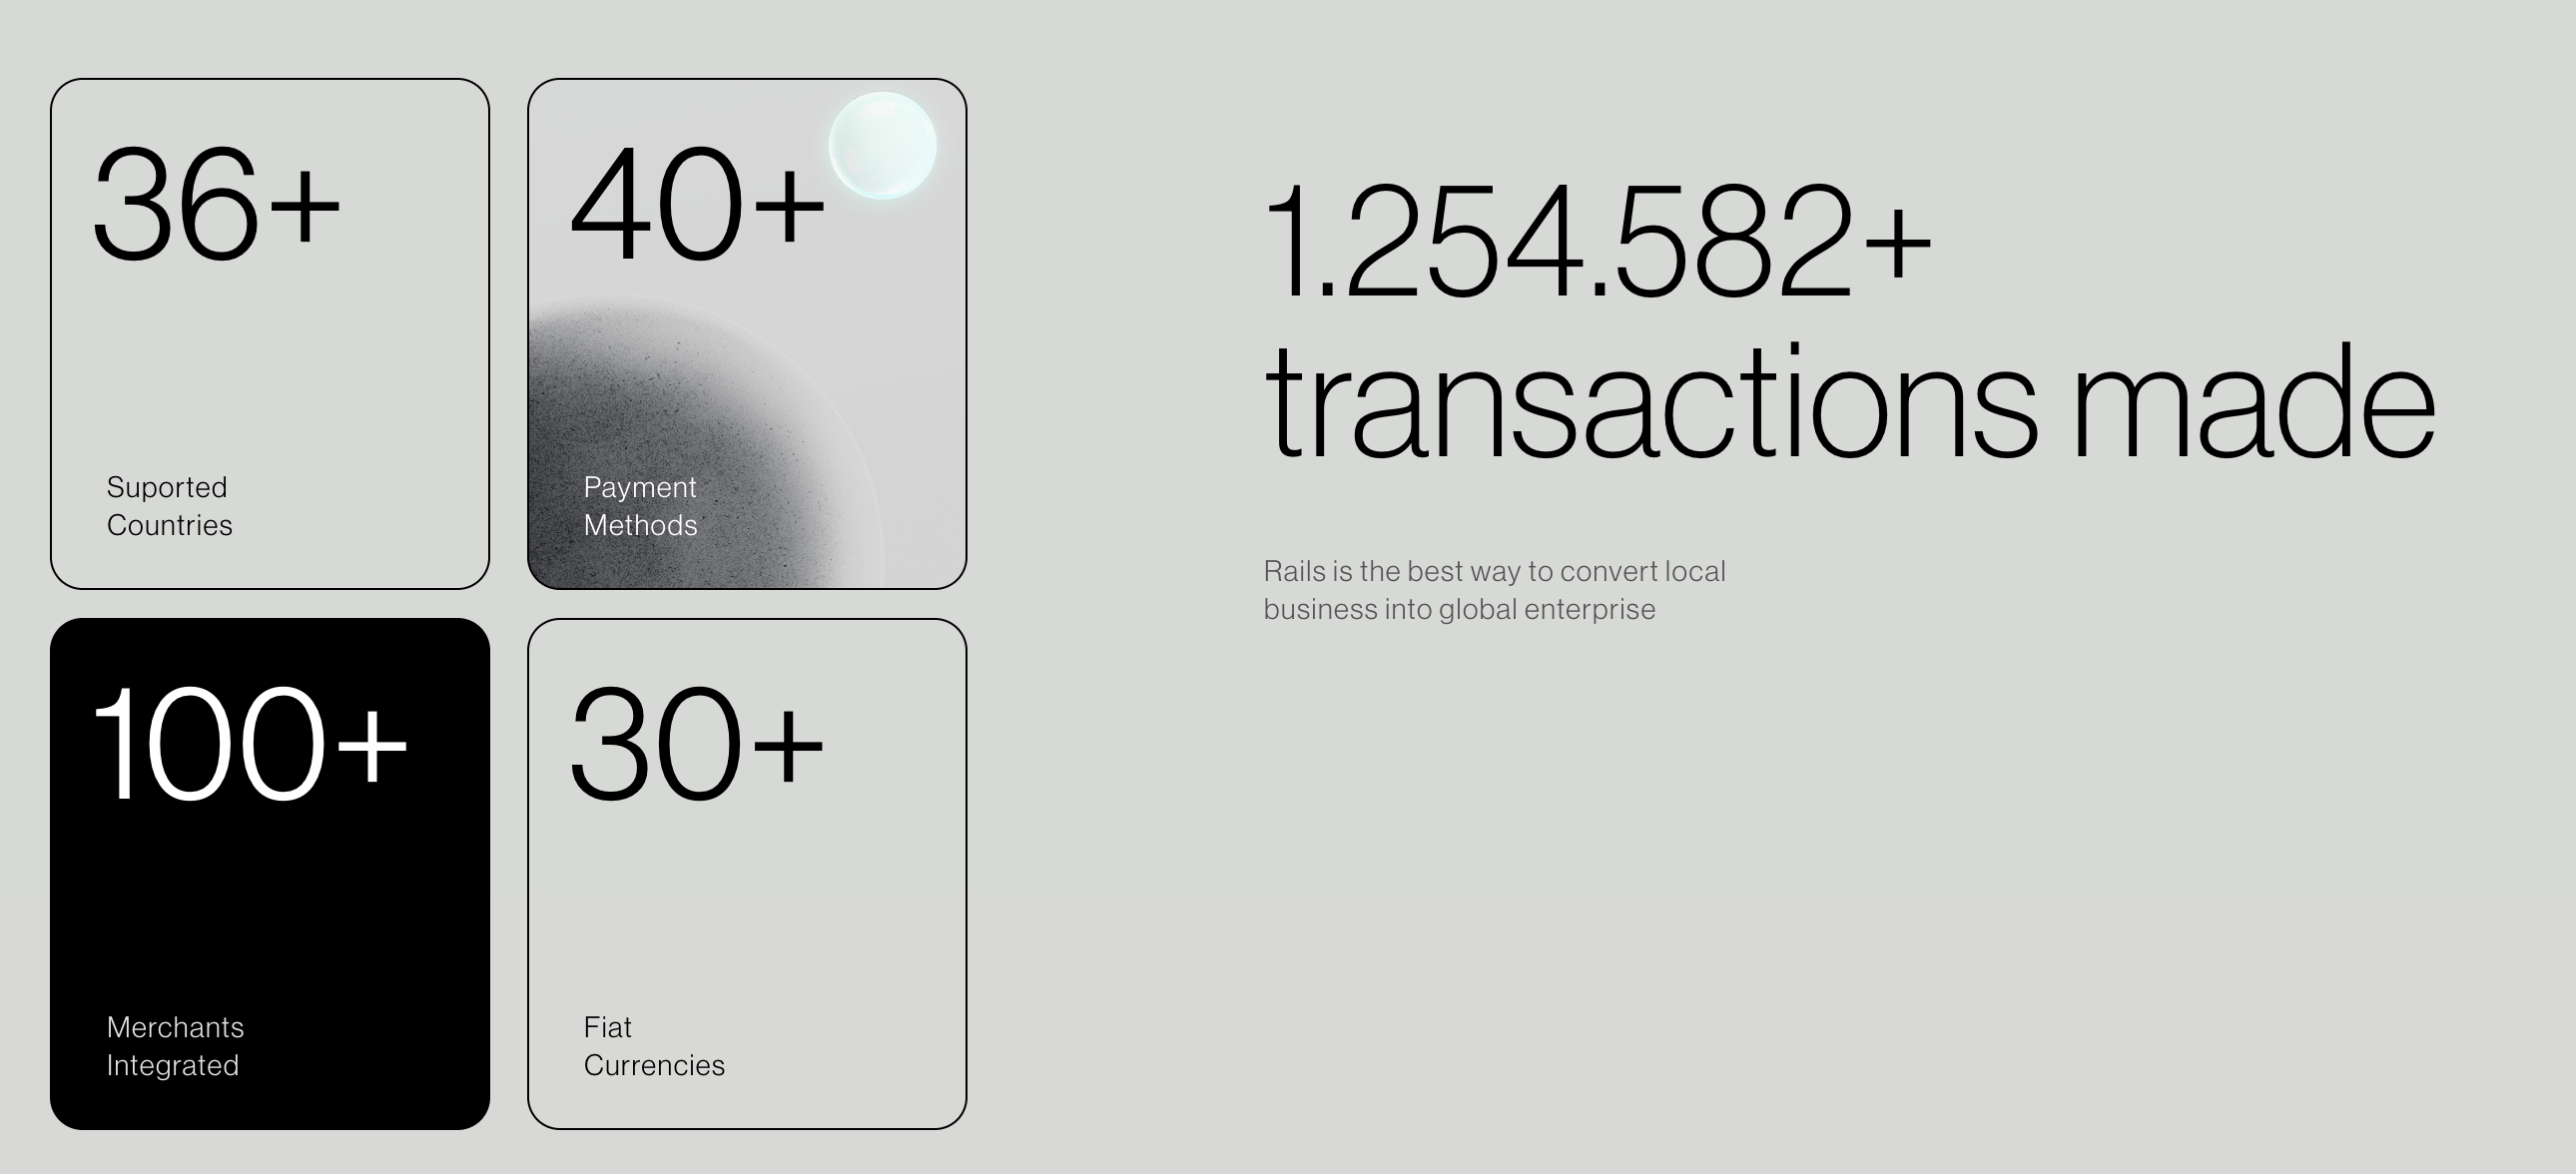 36+
Suported
Countries
40+
Payment
Methods
100+
Merchants
Integrated
30+
Fiat
Currencies
1.254.582+
transactions made
Rails is the best way to convert local
business into global enterprise